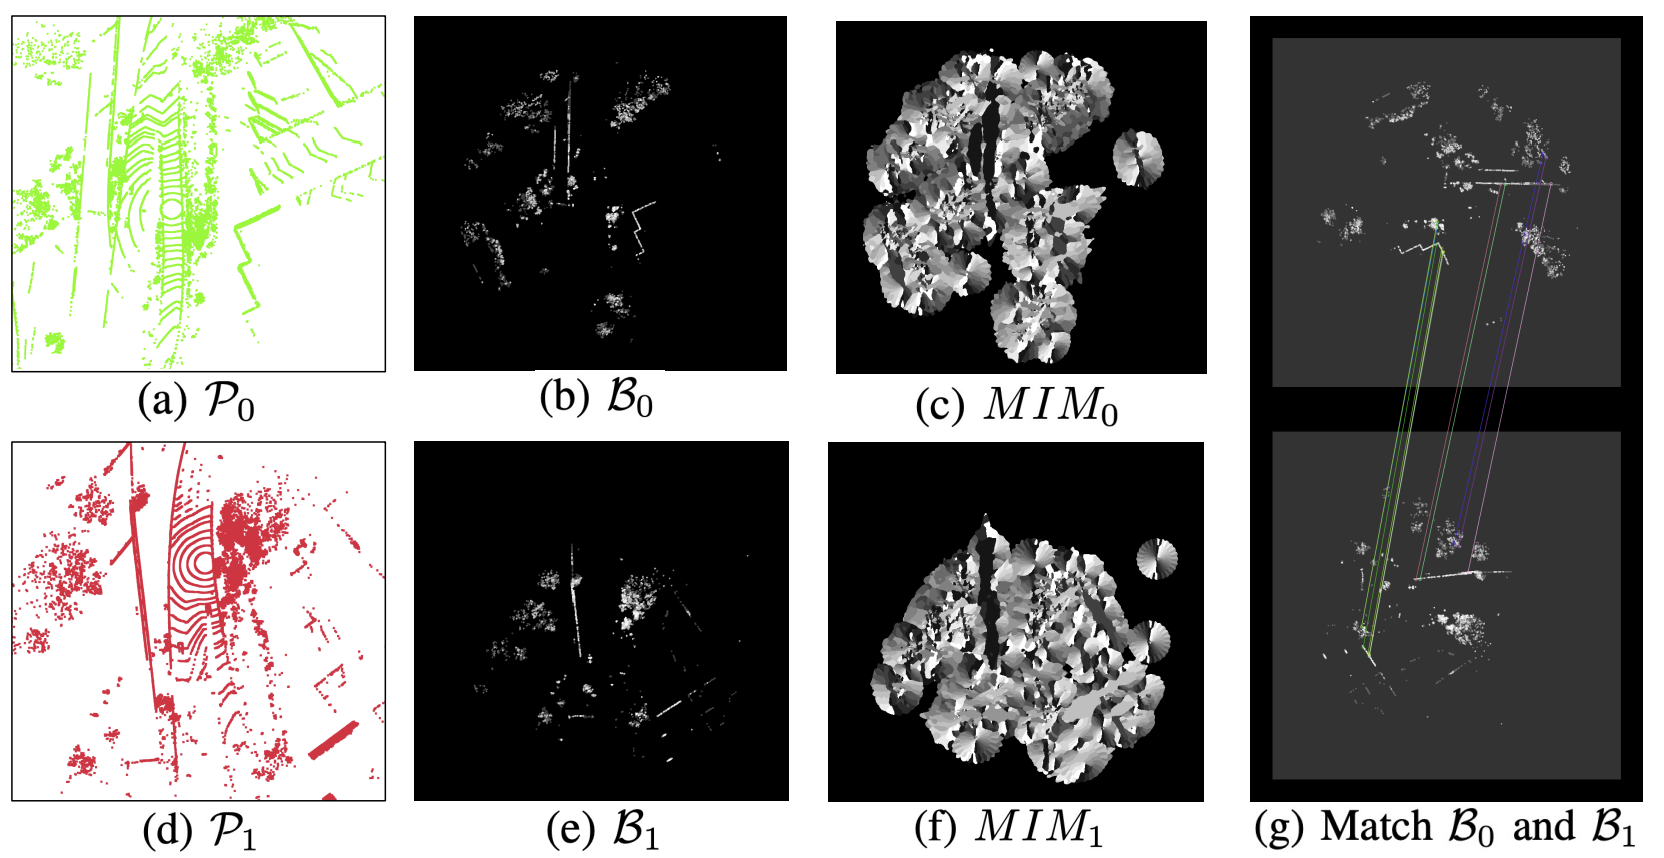 (a) 𝒫₀
(b) ℬ₀
(c) MIM₀
(d) 𝒫₁
(e) ℬ₁
(f) MIM₁
(g) Match ℬ₀ and ℬ₁